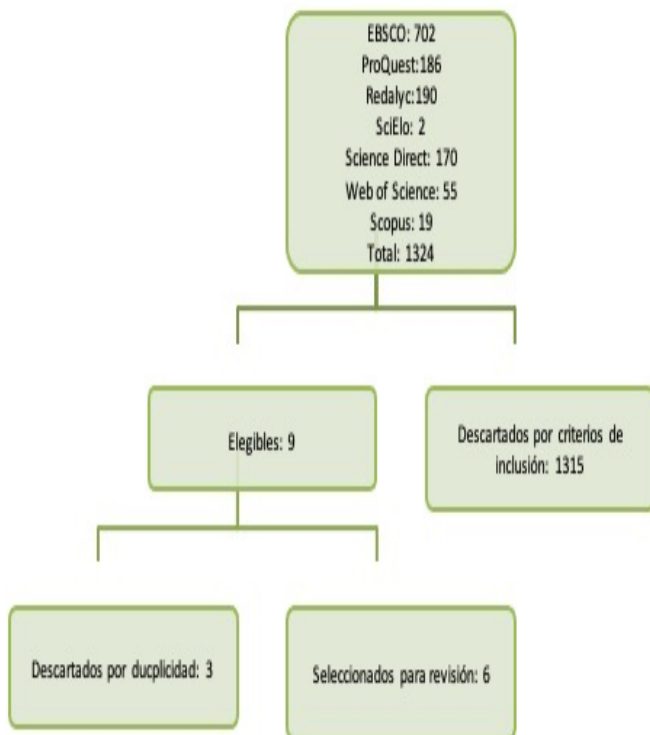 EBSCO: 702
ProQuest:186
Redalyc:190
SciElo: 2
Science Direct: 170
Web of Science: 55
Scopus: 19
Total: 1324
Elegibles: 9
Descartados por criterios de
inclusión: 1315
Descartados por ducplicidad: 3
Seleccionados para revisión: 6